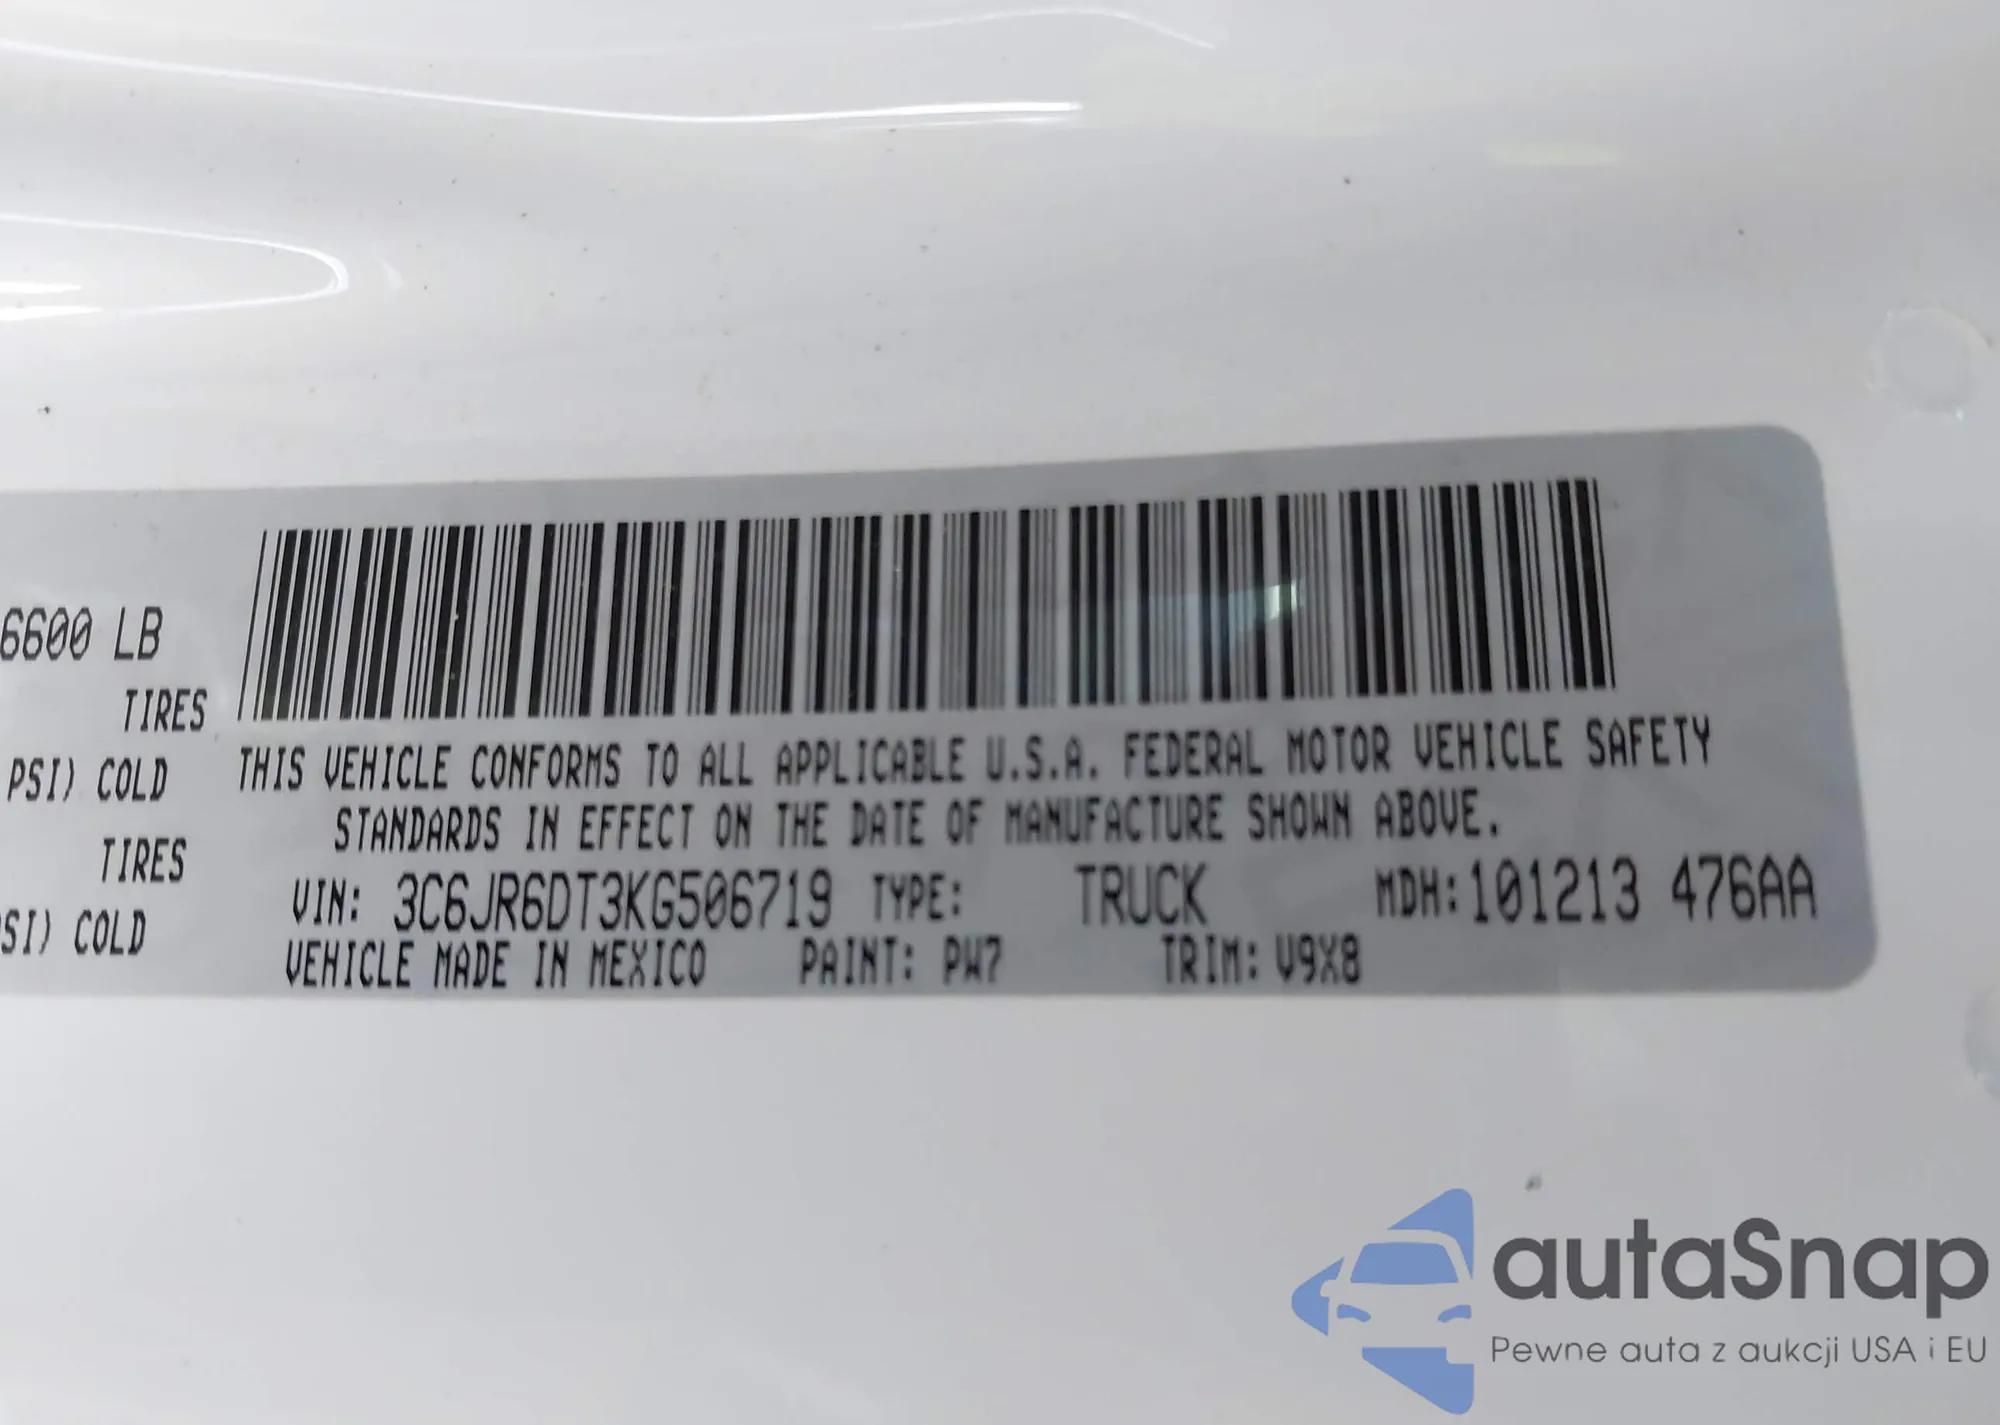 6600 LB
TIRES
PSI) COLD
TIRES
SI) COLD
THIS VEHICLE CONFORMS TO ALL APPLICABLE U.S.A. FEDERAL MOTOR VEHICLE SAFETY
STANDARDS IN EFFECT ON THE DATE OF MANUFACTURE SHOWN ABOVE.
VIN: 3C6JR6DT3KG506719 TYPE: TRUCK MDH: 101213 476AA
VEHICLE MADE IN MEXICO PAINT: PW7 TRIM: V9X8
autaSnap
Pewne auta z aukcji USA i EU